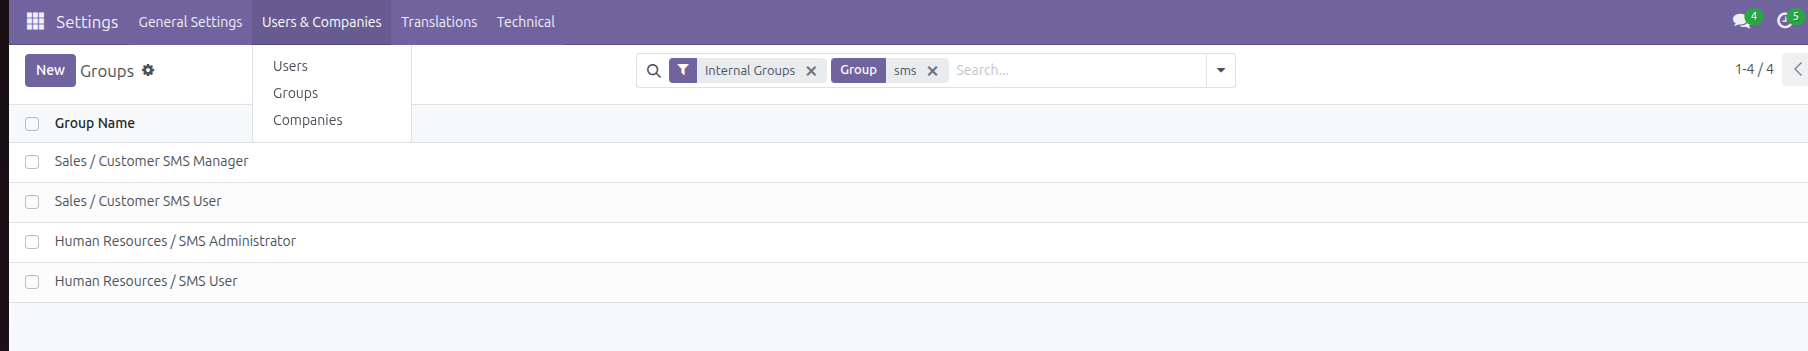 Settings General Settings Users & Companies Translations Technical 4 5
New Groups Internal Groups Group sms Search... 1-4 / 4
Users
Groups
Companies
Group Name
Sales / Customer SMS Manager
Sales / Customer SMS User
Human Resources / SMS Administrator
Human Resources / SMS User